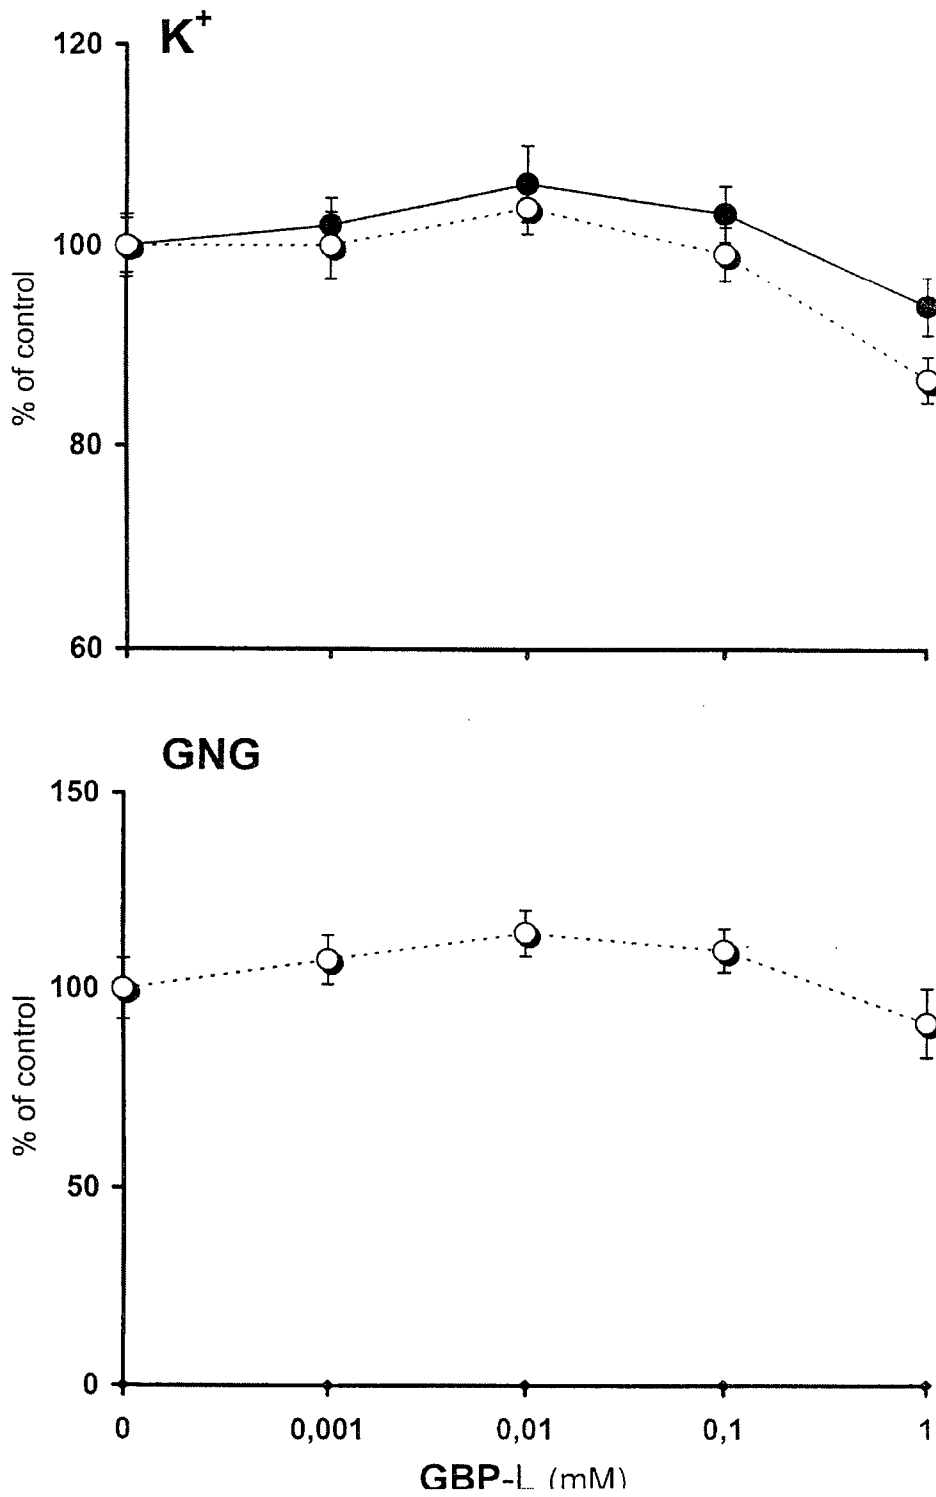 K+
120
100
80
60
% of control
GNG
150
100
50
0
% of control
0 0,001 0,01 0,1 1
GBP-L (mM)